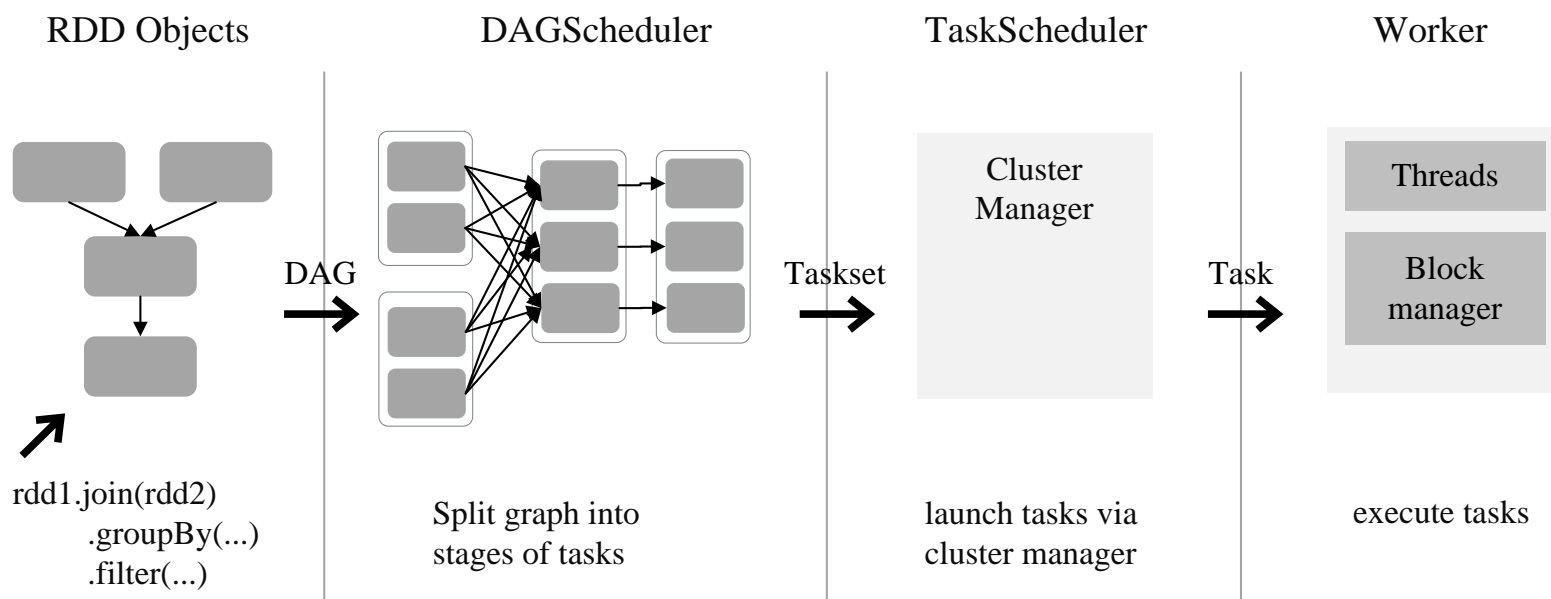 RDD Objects
DAGScheduler
TaskScheduler
Worker
DAG
Taskset
Cluster
Manager
Task
Threads
Block
manager
rdd1.join(rdd2)
.groupBy(...)
.filter(...)
Split graph into
stages of tasks
launch tasks via
cluster manager
execute tasks